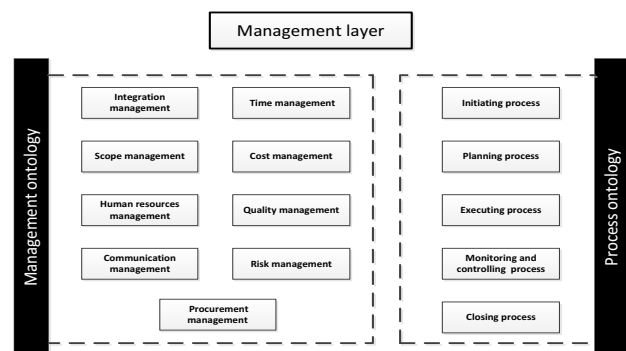 Management layer
Management ontology
Integration
management
Time management
Scope management
Cost management
Human resources
management
Quality management
Communication
management
Risk management
Procurement
management
Initiating process
Planning process
Executing process
Monitoring and
controlling process
Closing process
Process ontology